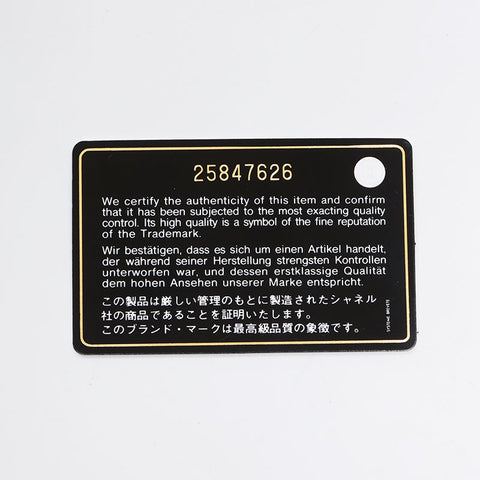 25847626
We certify the authenticity of this item and confirm
that it has been subjected to the most exacting quality
control. Its high quality is a symbol of the fine reputation
of the Trademark.
Wir bestätigen, dass es sich um einen Artikel handelt,
der während seiner Herstellung strengsten Kontrollen
unterworfen war, und dessen erstklassige Qualität
dem hohen Ansehen unserer Marke entspricht.
この製品は厳しい管理のもとに製造されたシャネル
社の商品であることを証明いたします。
このブランド・マークは最高級品質の象徴です。
SYSTEME BREVETE